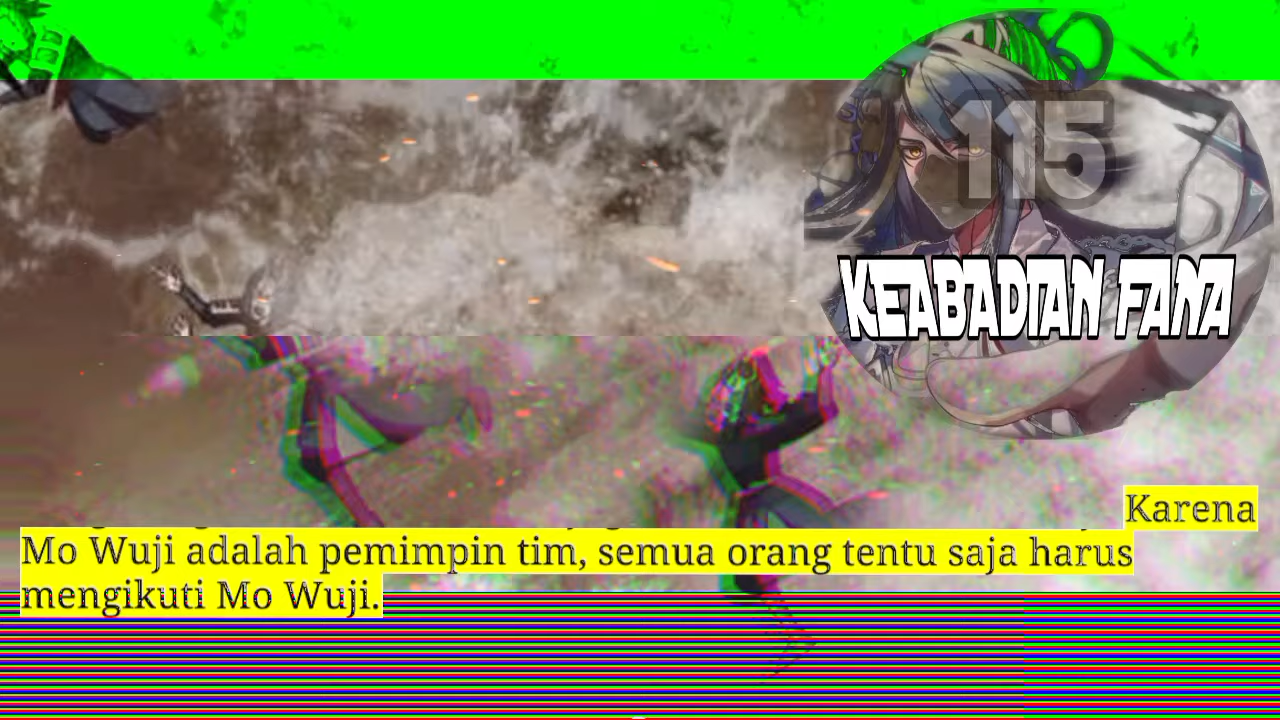 115
KEABADIAN FANA
Karena
Mo Wuji adalah pemimpin tim, semua orang tentu saja harus
mengikuti Mo Wuji.